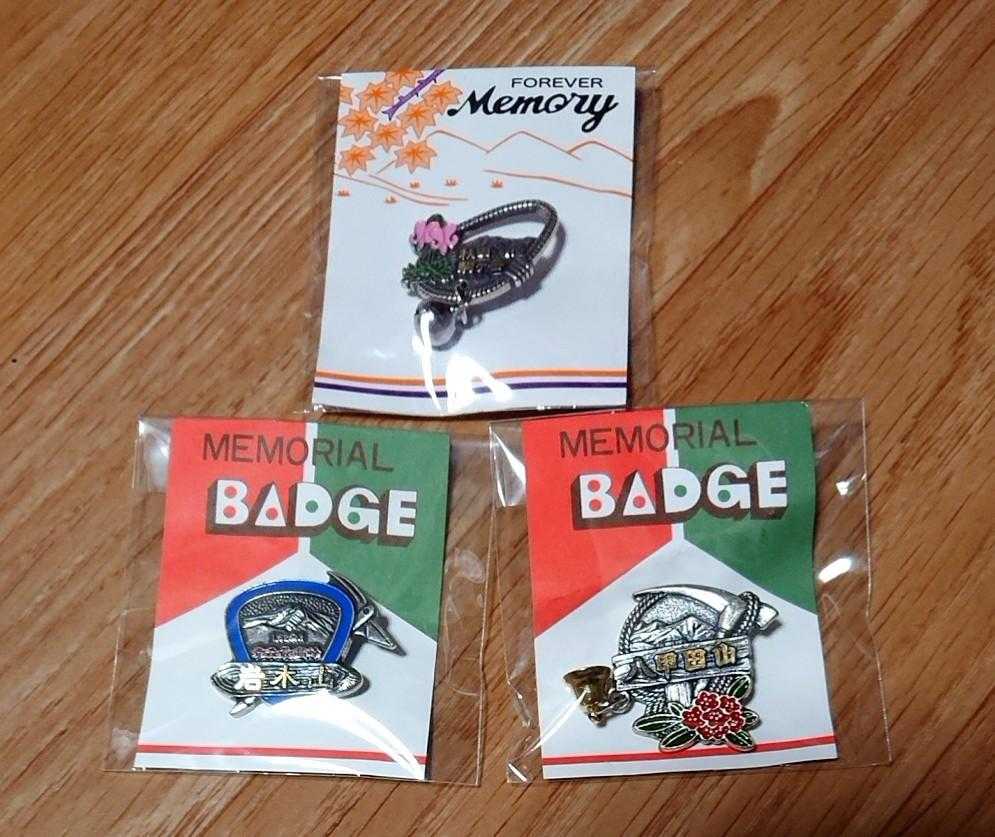 FOREVER
Memory
MEMORIAL
BADGE
岩木山
MEMORIAL
BADGE
八甲田山